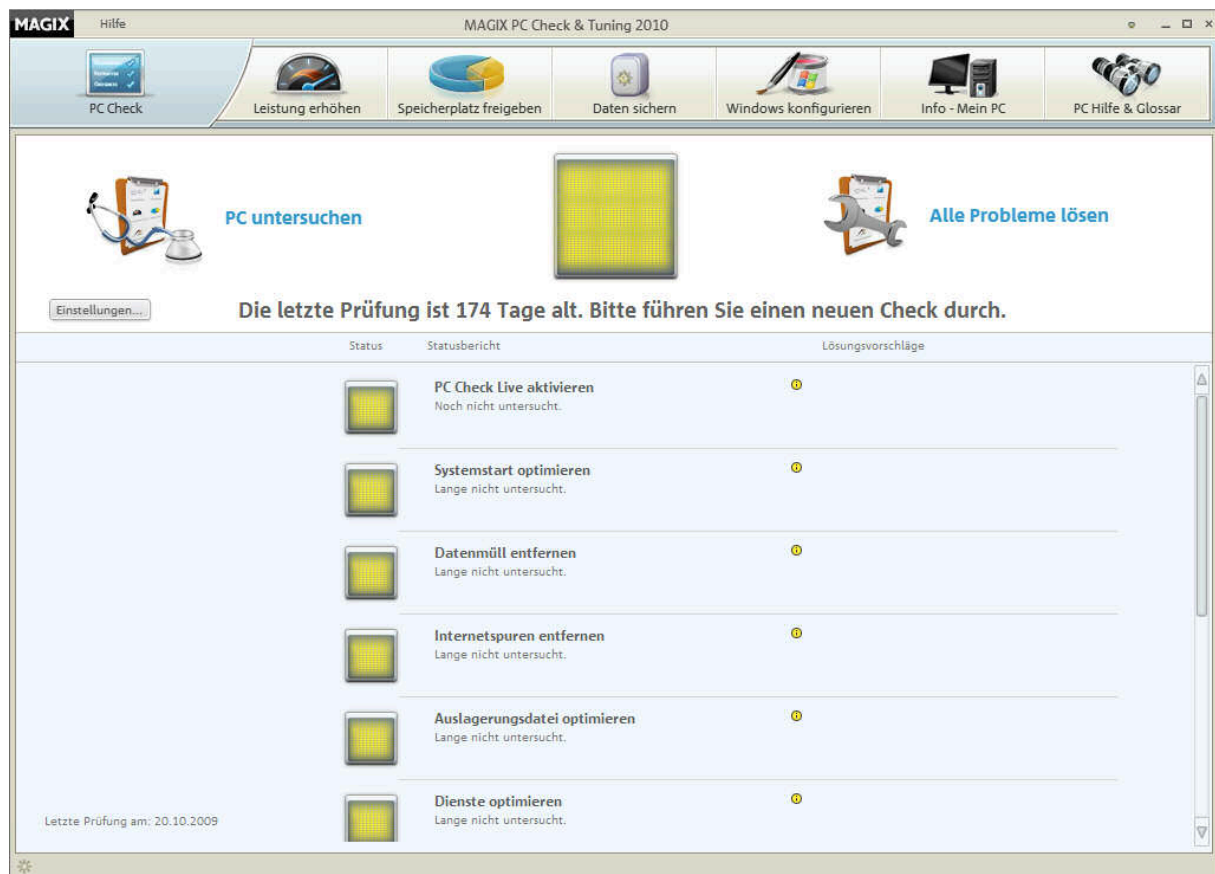 MAGIX Hilfe MAGIX PC Check & Tuning 2010
PC Check Leistung erhöhen Speicherplatz freigeben Daten sichern Windows konfigurieren Info - Mein PC PC Hilfe & Glossar
PC untersuchen
Alle Probleme lösen
Einstellungen...
Die letzte Prüfung ist 174 Tage alt. Bitte führen Sie einen neuen Check durch.
Status Statusbericht Lösungsvorschläge
PC Check Live aktivieren
Noch nicht untersucht.
Systemstart optimieren
Lange nicht untersucht.
Datenmüll entfernen
Lange nicht untersucht.
Internetspuren entfernen
Lange nicht untersucht.
Auslagerungsdatei optimieren
Lange nicht untersucht.
Dienste optimieren
Lange nicht untersucht.
Letzte Prüfung am: 20.10.2009